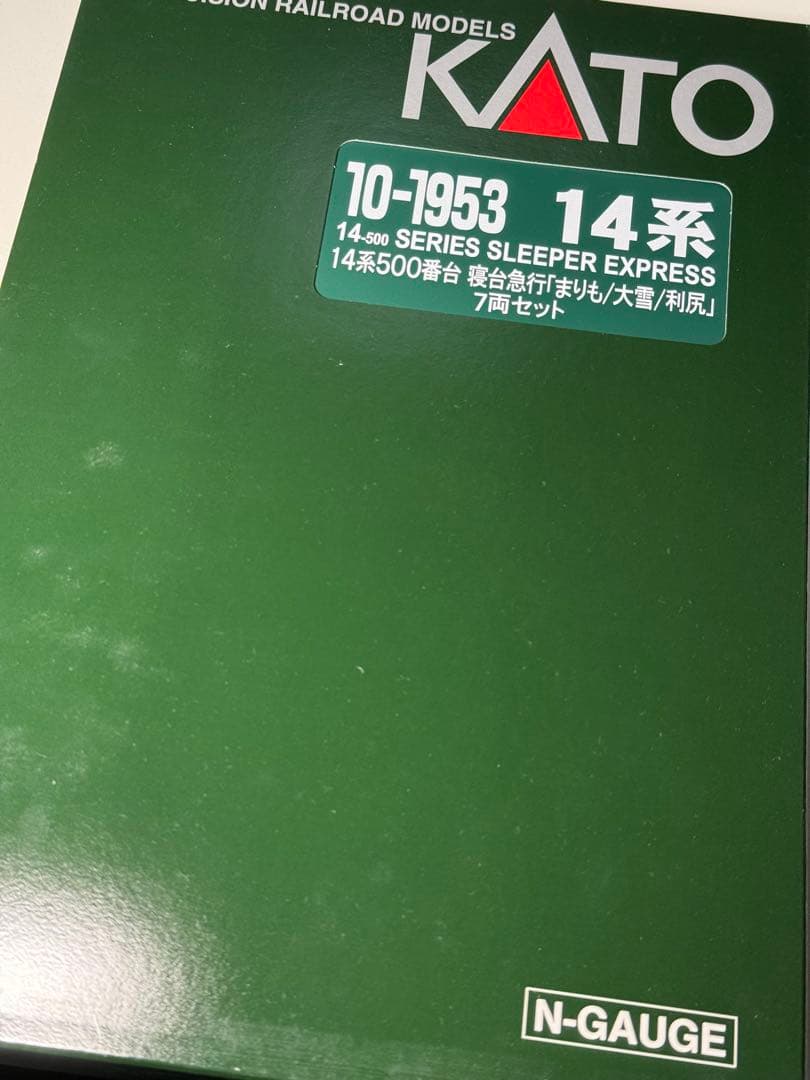 RAILROAD MODELS
KATO
10-1953 14系
14-500 SERIES SLEEPER EXPRESS
14系500番台 寝台急行「まりも/大雪/利尻」
7両セット
N-GAUGE